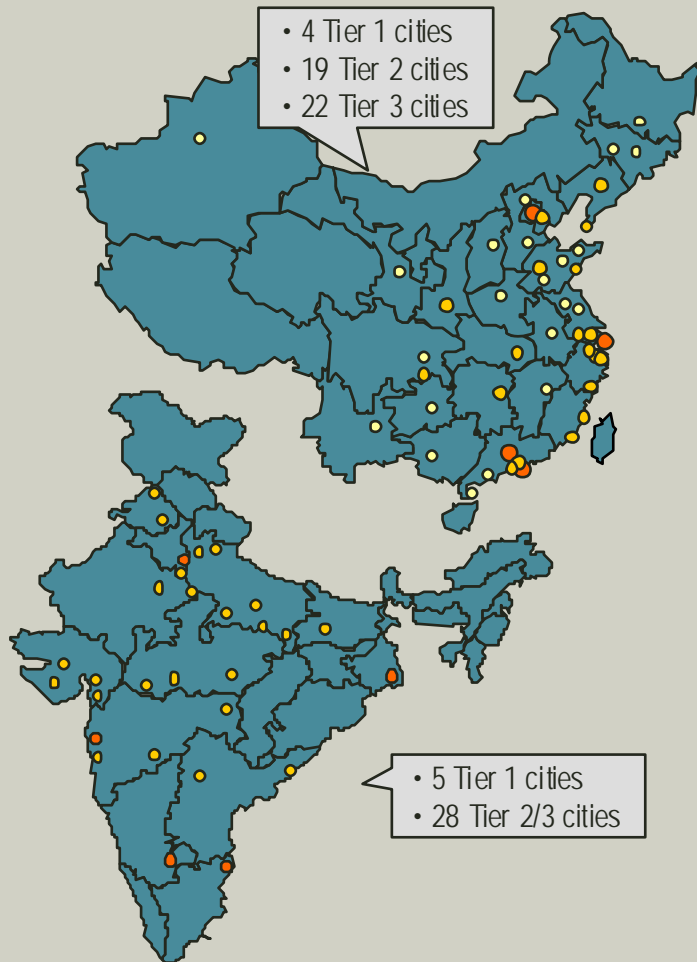 • 4 Tier 1 cities
• 19 Tier 2 cities
• 22 Tier 3 cities
• 5 Tier 1 cities
• 28 Tier 2/3 cities